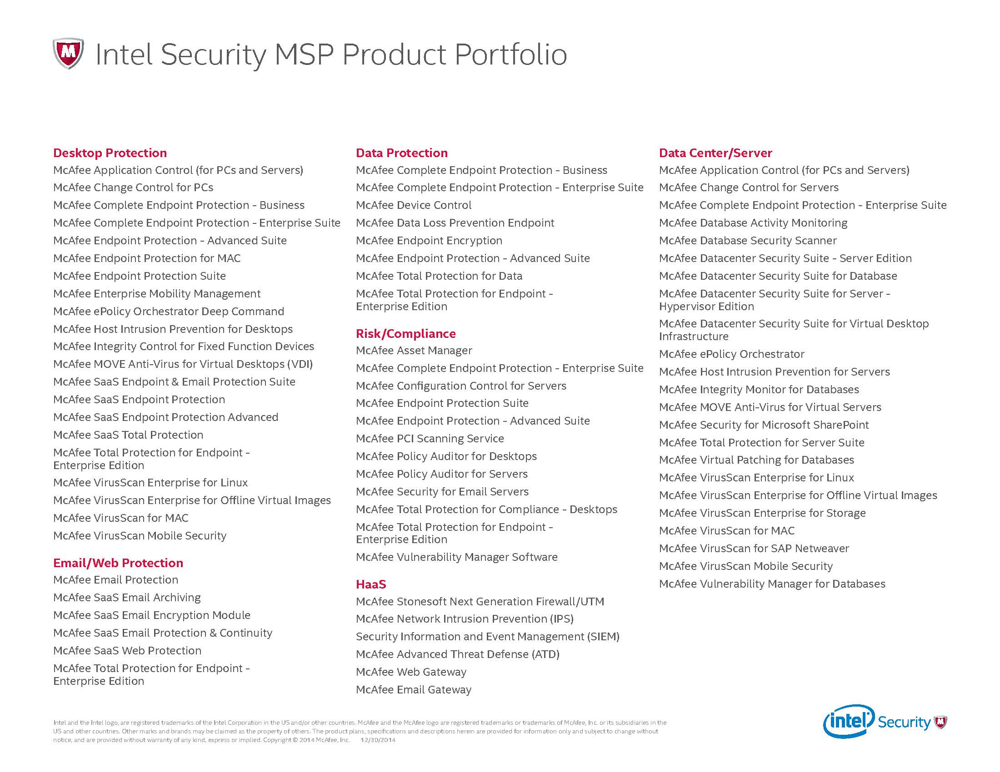 M Intel Security MSP Product Portfolio
Desktop Protection
McAfee Application Control (for PCs and Servers)
McAfee Change Control for PCs
McAfee Complete Endpoint Protection - Business
McAfee Complete Endpoint Protection - Enterprise Suite
McAfee Endpoint Protection - Advanced Suite
McAfee Endpoint Protection for MAC
McAfee Endpoint Protection Suite
McAfee Enterprise Mobility Management
McAfee ePolicy Orchestrator Deep Command
McAfee Host Intrusion Prevention for Desktops
McAfee Integrity Control for Fixed Function Devices
McAfee MOVE Anti-Virus for Virtual Desktops (VDI)
McAfee SaaS Endpoint & Email Protection Suite
McAfee SaaS Endpoint Protection
McAfee SaaS Endpoint Protection Advanced
McAfee SaaS Total Protection
McAfee Total Protection for Endpoint -
Enterprise Edition
McAfee VirusScan Enterprise for Linux
McAfee VirusScan Enterprise for Offline Virtual Images
McAfee VirusScan for MAC
McAfee VirusScan Mobile Security
Email/Web Protection
McAfee Email Protection
McAfee SaaS Email Archiving
McAfee SaaS Email Encryption Module
McAfee SaaS Email Protection & Continuity
McAfee SaaS Web Protection
McAfee Total Protection for Endpoint -
Enterprise Edition
Data Protection
McAfee Complete Endpoint Protection - Business
McAfee Complete Endpoint Protection - Enterprise Suite
McAfee Device Control
McAfee Data Loss Prevention Endpoint
McAfee Endpoint Encryption
McAfee Endpoint Protection - Advanced Suite
McAfee Total Protection for Data
McAfee Total Protection for Endpoint -
Enterprise Edition
Risk/Compliance
McAfee Asset Manager
McAfee Complete Endpoint Protection - Enterprise Suite
McAfee Configuration Control for Servers
McAfee Endpoint Protection Suite
McAfee Endpoint Protection - Advanced Suite
McAfee PCI Scanning Service
McAfee Policy Auditor for Desktops
McAfee Policy Auditor for Servers
McAfee Security for Email Servers
McAfee Total Protection for Compliance - Desktops
McAfee Total Protection for Endpoint -
Enterprise Edition
McAfee Vulnerability Manager Software
HaaS
McAfee Stonesoft Next Generation Firewall/UTM
McAfee Network Intrusion Prevention (IPS)
Security Information and Event Management (SIEM)
McAfee Advanced Threat Defense (ATD)
McAfee Web Gateway
McAfee Email Gateway
Data Center/Server
McAfee Application Control (for PCs and Servers)
McAfee Change Control for Servers
McAfee Complete Endpoint Protection - Enterprise Suite
McAfee Database Activity Monitoring
McAfee Database Security Scanner
McAfee Datacenter Security Suite - Server Edition
McAfee Datacenter Security Suite for Database
McAfee Datacenter Security Suite for Server -
Hypervisor Edition
McAfee Datacenter Security Suite for Virtual Desktop
Infrastructure
McAfee ePolicy Orchestrator
McAfee Host Intrusion Prevention for Servers
McAfee Integrity Monitor for Databases
McAfee MOVE Anti-Virus for Virtual Servers
McAfee Security for Microsoft SharePoint
McAfee Total Protection for Server Suite
McAfee Virtual Patching for Databases
McAfee VirusScan Enterprise for Linux
McAfee VirusScan Enterprise for Offline Virtual Images
McAfee VirusScan Enterprise for Storage
McAfee VirusScan for MAC
McAfee VirusScan for SAP Netweaver
McAfee VirusScan Mobile Security
McAfee Vulnerability Manager for Databases
Intel and the Intel logo, are registered trademarks of the Intel Corporation in the US and/or other countries. McAfee and the McAfee logo are registered trademarks or trademarks of McAfee, Inc. or its subsidiaries in the
US and other countries. Other marks and brands may be claimed as the property of others. The product plans, specifications and descriptions herein are provided for information only and subject to change without
notice, and are provided without warranty of any kind, express or implied. Copyright © 2014 McAfee, Inc. 12/30/2014
intel® Security M